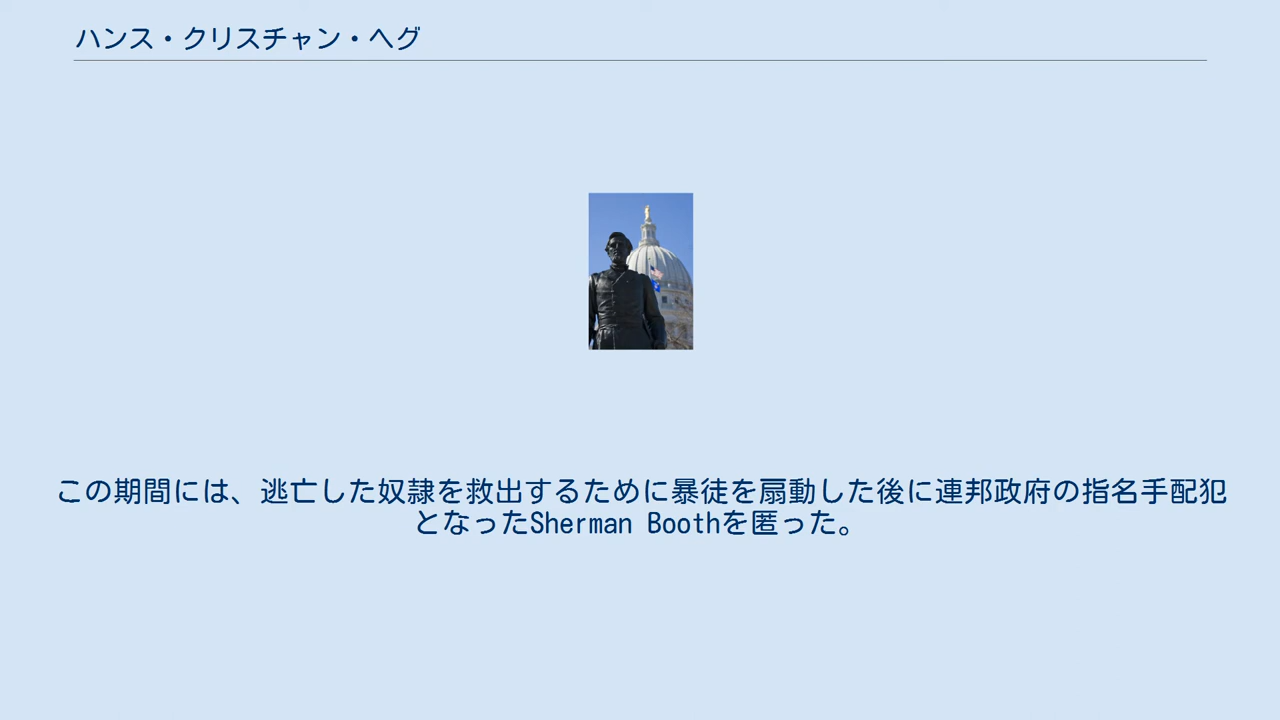 ハンス・クリスチャン・ヘグ
この期間には、逃亡した奴隷を救出するために暴徒を扇動した後に連邦政府の指名手配犯
となったSherman Boothを匿った。